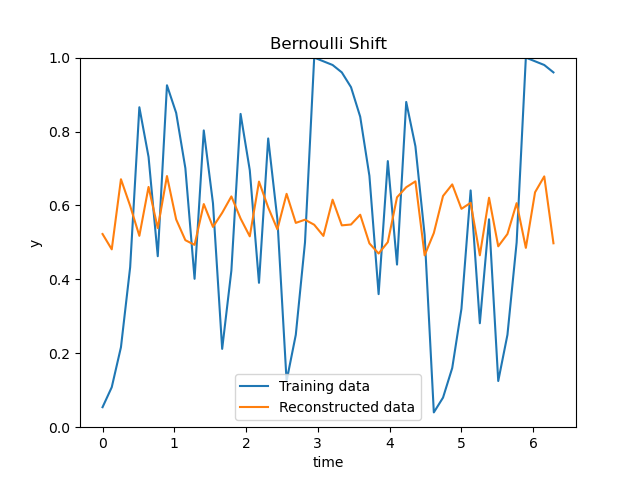 Bernoulli Shift
1.0
0.8
0.6
0.4
0.2
0.0
y
Training data
Reconstructed data
0 1 2 3 4 5 6
time